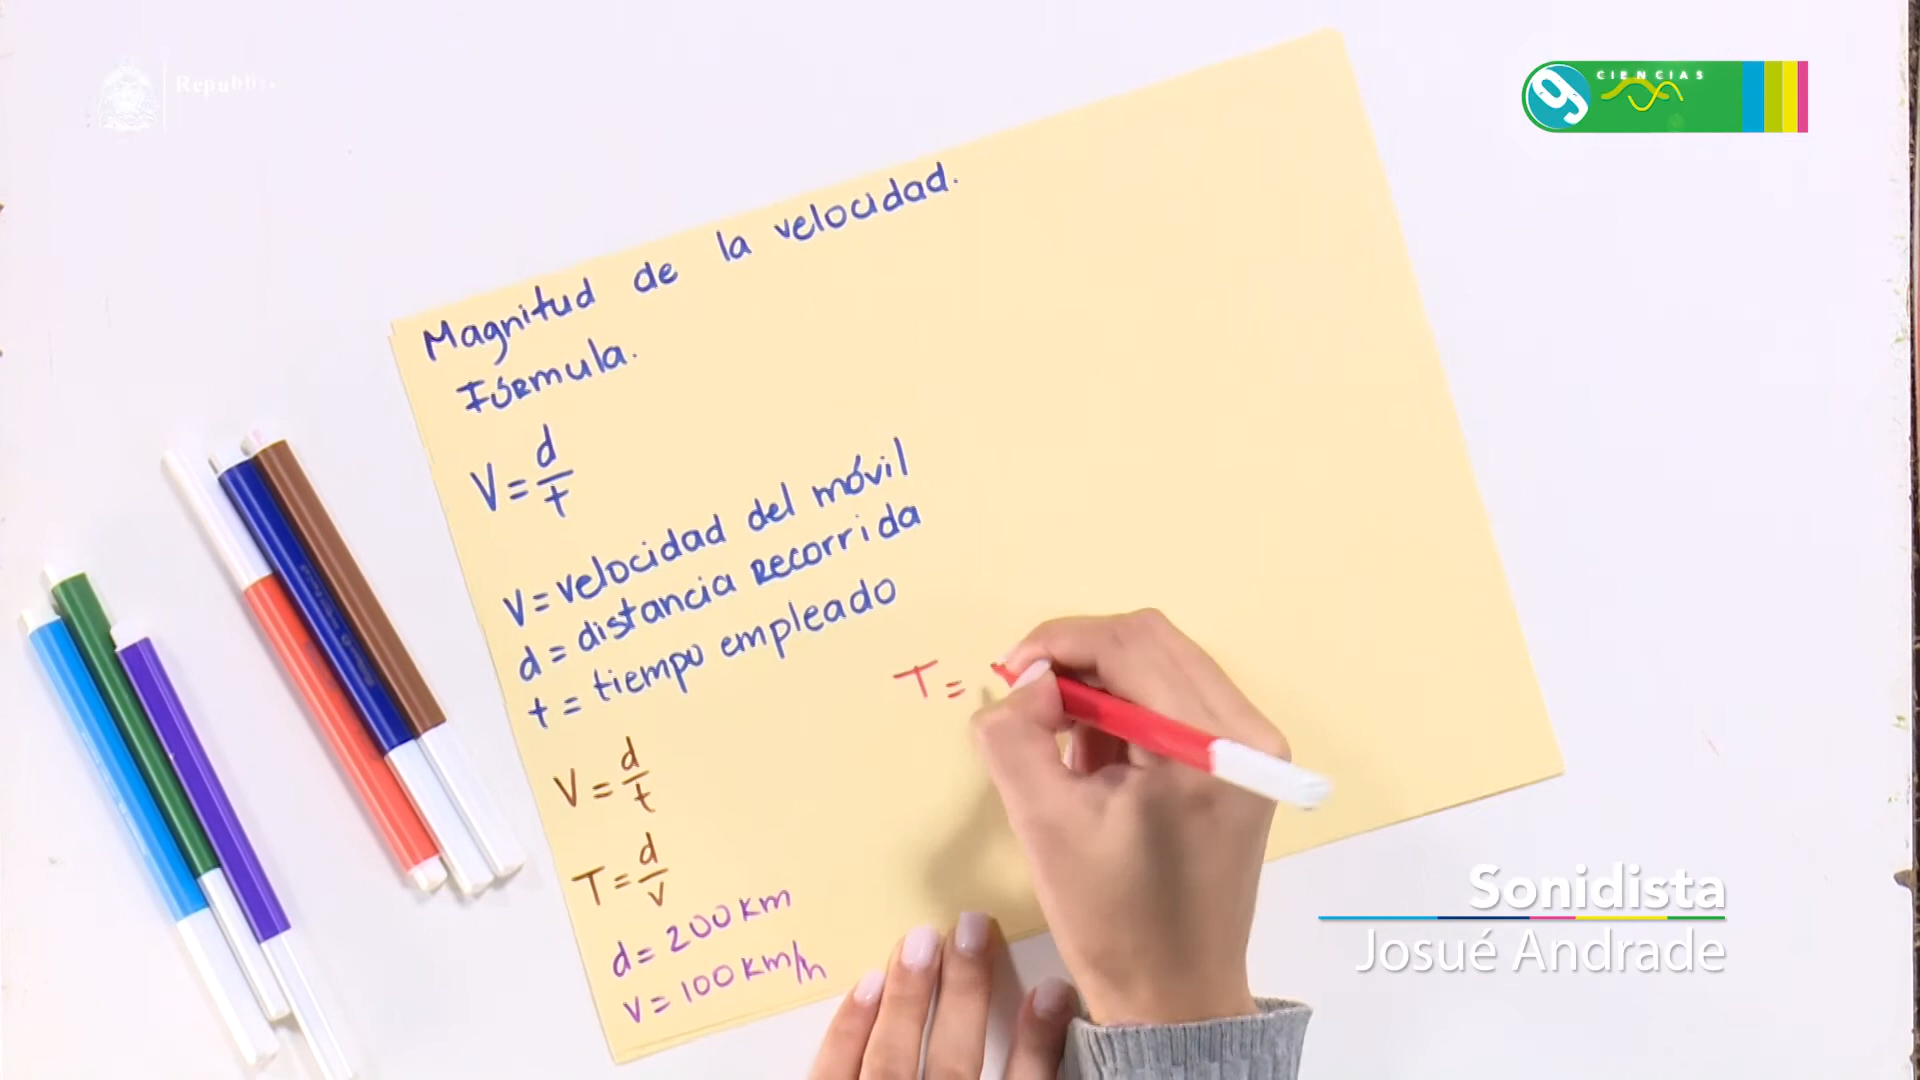 CIENCIAS
9
Magnitud de la velocidad.
Fórmula.
V = d/t
V = velocidad del móvil
d = distancia recorrida
t = tiempo empleado
V = d/t
T = d/v
d = 200 km
v = 100 km/h
T =
Sonidista
Josué Andrade